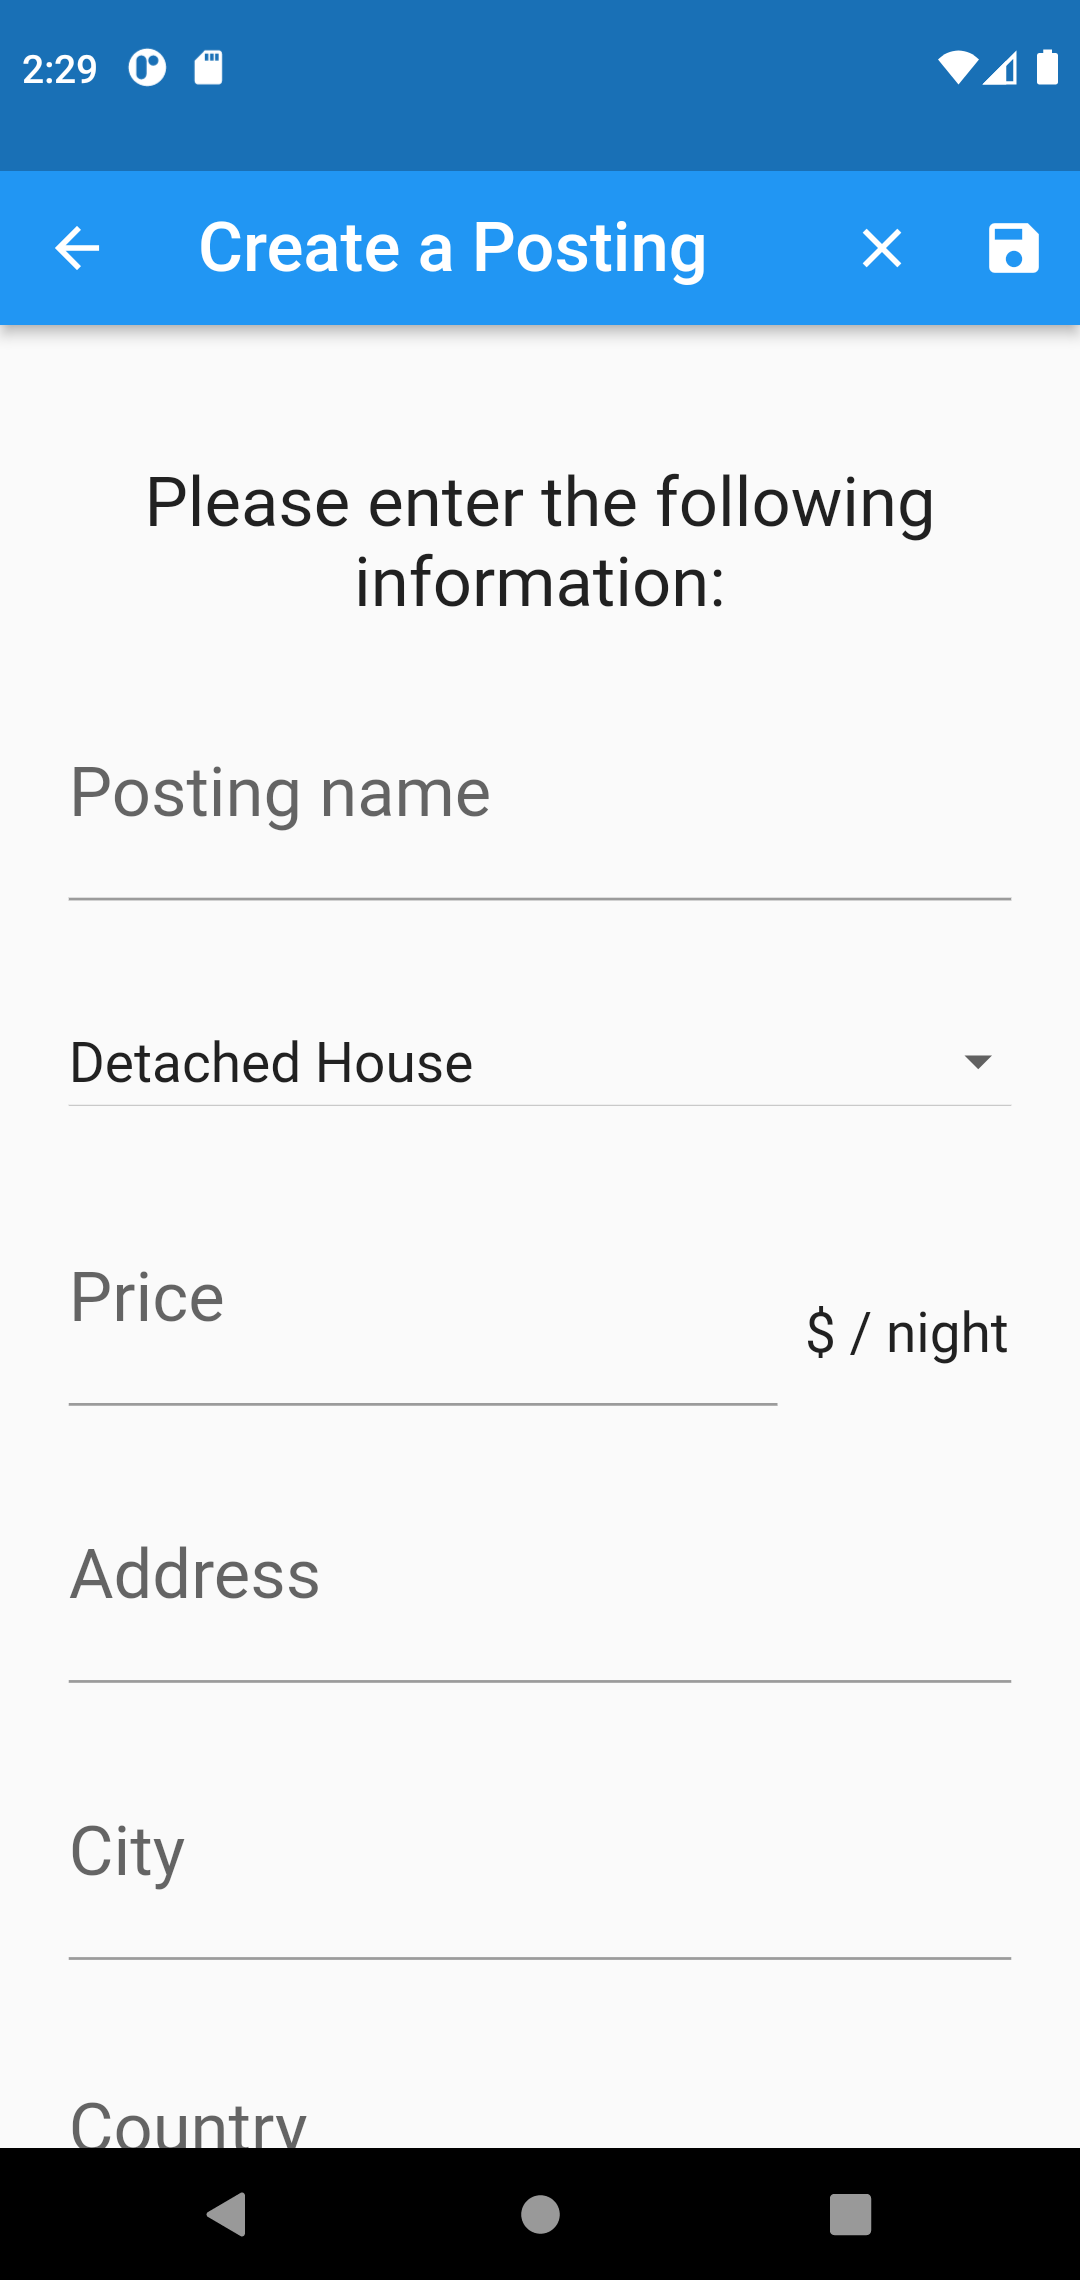 2:29
Create a Posting
Please enter the following
information:
Posting name
Detached House
Price
$ / night
Address
City
Country